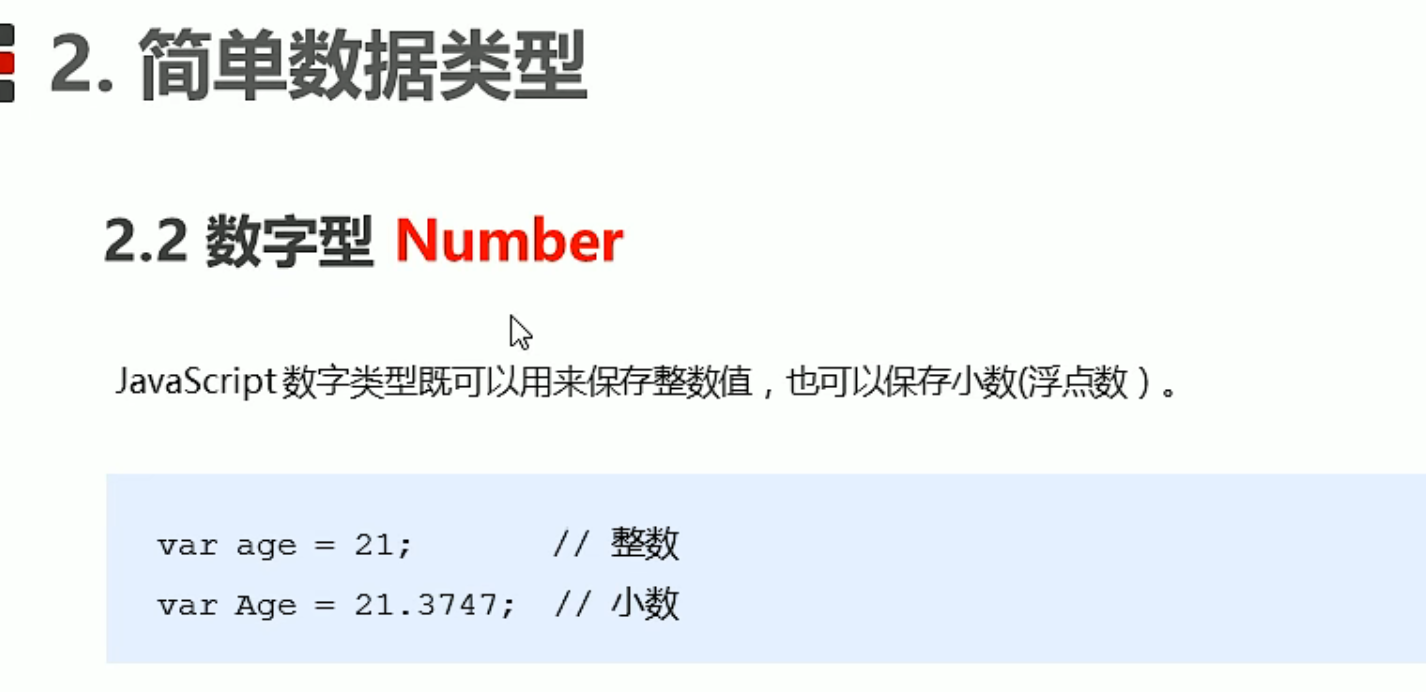 2. 简单数据类型
2.2 数字型 Number
JavaScript 数字类型既可以用来保存整数值，也可以保存小数(浮点数）。
var age = 21;       // 整数
var Age = 21.3747;  // 小数